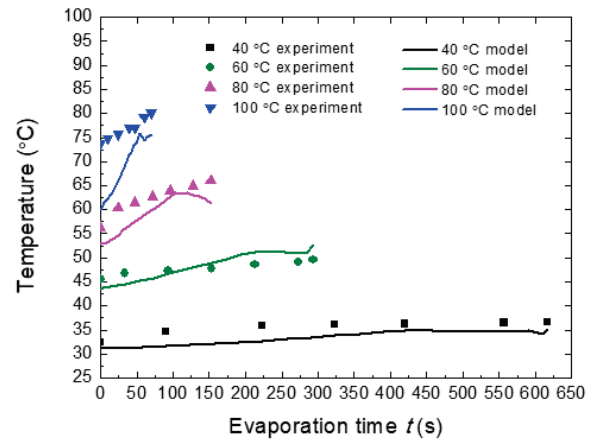 100
95
90
85
80
75
70
65
60
55
50
45
40
35
30
25
Temperature (°C)
40 °C experiment
60 °C experiment
80 °C experiment
100 °C experiment
40 °C model
60 °C model
80 °C model
100 °C model
0 50 100 150 200 250 300 350 400 450 500 550 600 650
Evaporation time t (s)